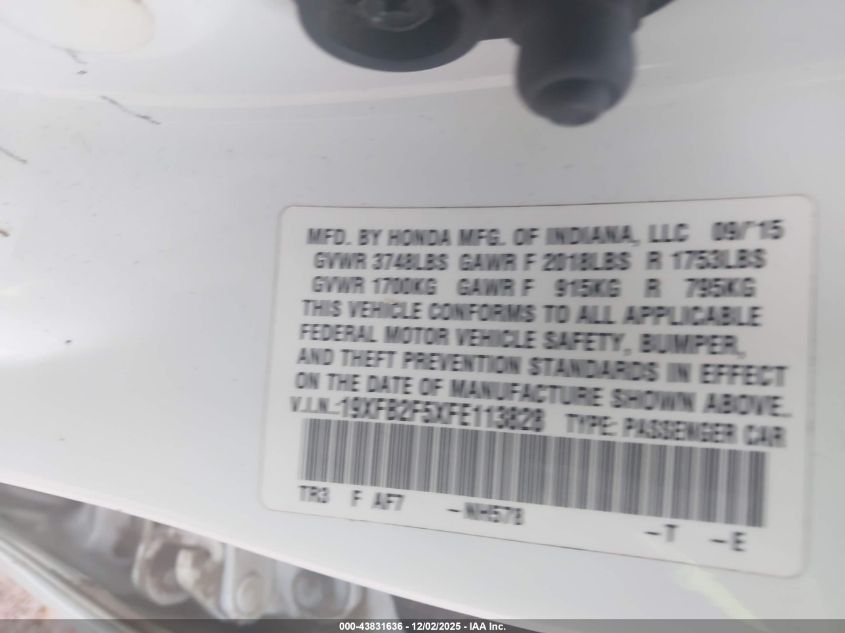 MFD. BY HONDA MFG. OF INDIANA, LLC 09/'15
GVWR 3748LBS GAWR F 2018LBS R 1753LBS
GVWR 1700KG GAWR F 915KG R 795KG
THIS VEHICLE CONFORMS TO ALL APPLICABLE
FEDERAL MOTOR VEHICLE SAFETY, BUMPER,
AND THEFT PREVENTION STANDARDS IN EFFECT
ON THE DATE OF MANUFACTURE SHOWN ABOVE.
V.I.N.:19XFB2F5XFE113828 TYPE: PASSENGER CAR
TR3 F AF7 -NH578 -T -E
000-43831636 - 12/02/2025 - IAA Inc.